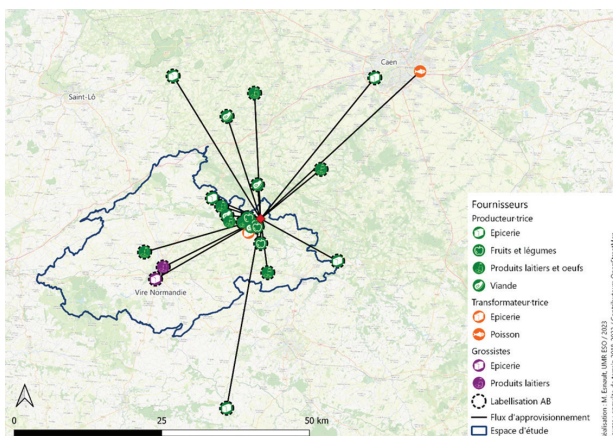 Caen
Saint-Lô
Vire Normandie
Fournisseurs
Producteur·trice
Epicerie
Fruits et légumes
Produits laitiers et oeufs
Viande
Transformateur·trice
Epicerie
Poisson
Grossistes
Epicerie
Produits laitiers
Labellisation AB
Flux d'approvisionnement
Espace d'étude
0 25 50 km
Réalisation : M. Esnault, UMR ESO / 2023